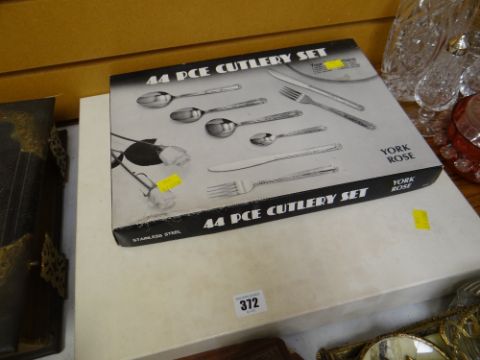 44 PCE CUTLERY SET
YORK
ROSE
44 PCE CUTLERY SET
YORK
ROSE
STAINLESS STEEL
372